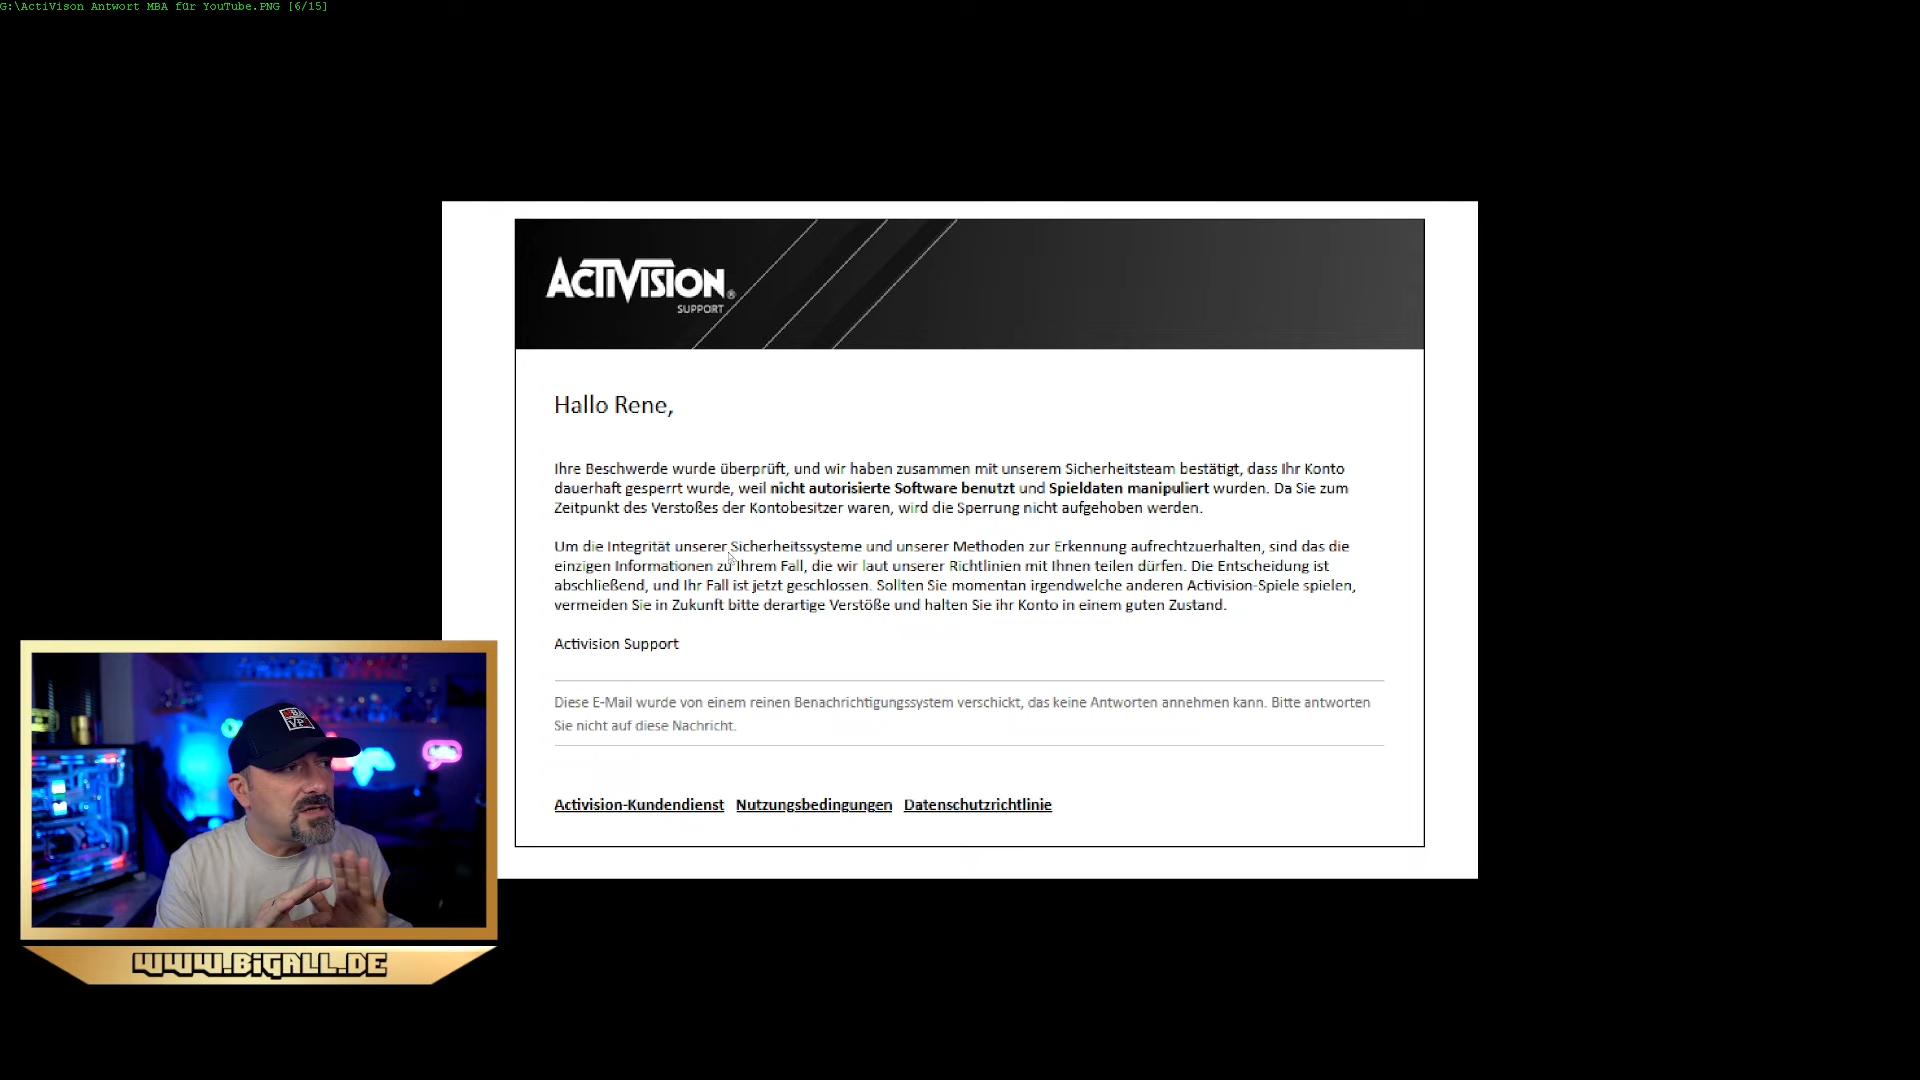 G:\ActiVison Antwort MBA für YouTube.PNG [6/15]
ACTIVISION®
SUPPORT
Hallo Rene,
Ihre Beschwerde wurde überprüft, und wir haben zusammen mit unserem Sicherheitsteam bestätigt, dass Ihr Konto
dauerhaft gesperrt wurde, weil nicht autorisierte Software benutzt und Spieldaten manipuliert wurden. Da Sie zum
Zeitpunkt des Verstoßes der Kontobesitzer waren, wird die Sperrung nicht aufgehoben werden.
Um die Integrität unserer Sicherheitssysteme und unserer Methoden zur Erkennung aufrechtzuerhalten, sind das die
einzigen Informationen zu Ihrem Fall, die wir laut unserer Richtlinien mit Ihnen teilen dürfen. Die Entscheidung ist
abschließend, und Ihr Fall ist jetzt geschlossen. Sollten Sie momentan irgendwelche anderen Activision-Spiele spielen,
vermeiden Sie in Zukunft bitte derartige Verstöße und halten Sie ihr Konto in einem guten Zustand.
Activision Support
Diese E-Mail wurde von einem reinen Benachrichtigungssystem verschickt, das keine Antworten annehmen kann. Bitte antworten
Sie nicht auf diese Nachricht.
Activision-Kundendienst Nutzungsbedingungen Datenschutzrichtlinie
WWW.BIGALL.DE